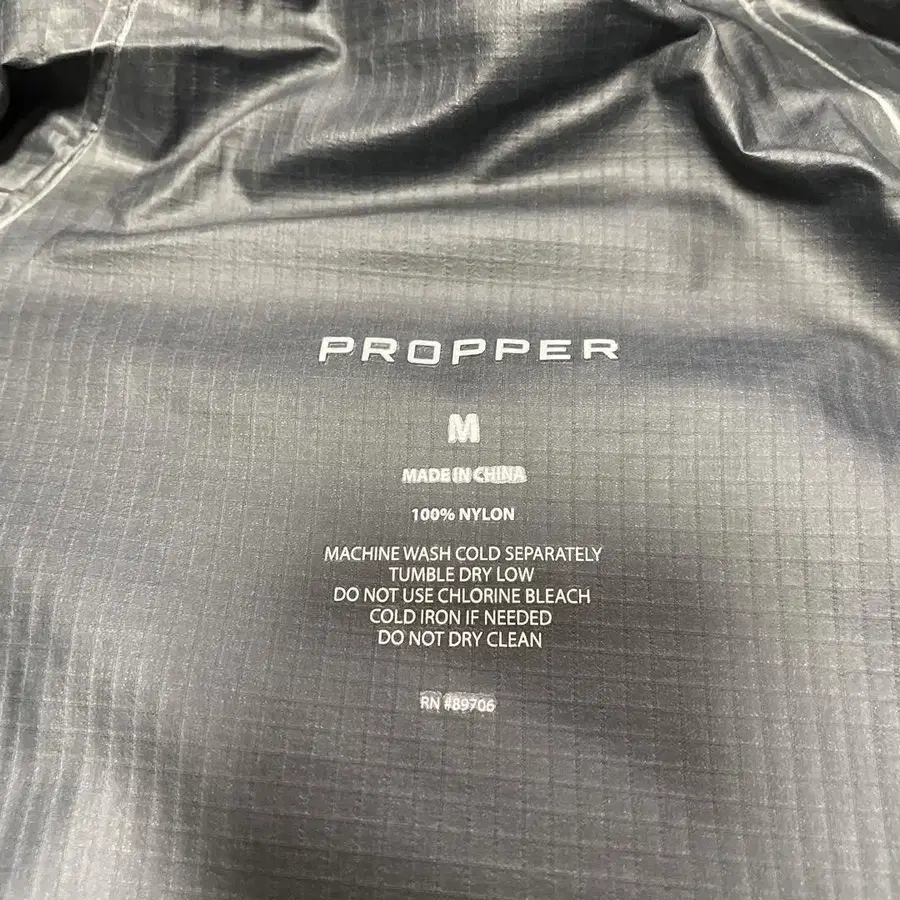 PROPPER
M
MADE IN CHINA
100% NYLON
MACHINE WASH COLD SEPARATELY
TUMBLE DRY LOW
DO NOT USE CHLORINE BLEACH
COLD IRON IF NEEDED
DO NOT DRY CLEAN
RN #89706